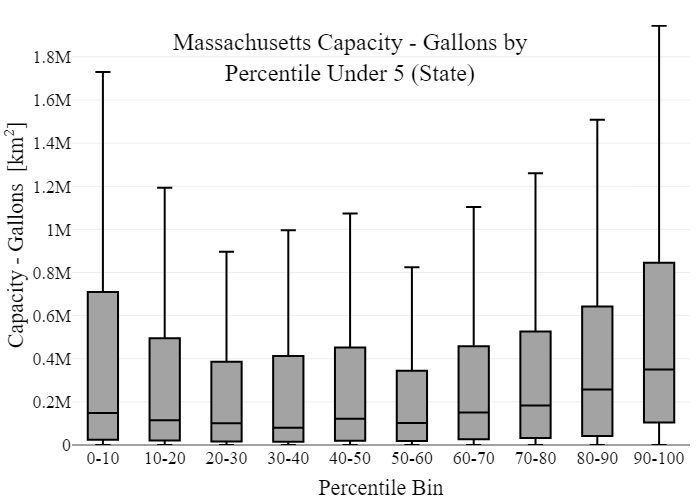 Massachusetts Capacity - Gallons by
Percentile Under 5 (State)
Capacity - Gallons [km²]
1.8M
1.6M
1.4M
1.2M
1M
0.8M
0.6M
0.4M
0.2M
0
0-10 10-20 20-30 30-40 40-50 50-60 60-70 70-80 80-90 90-100
Percentile Bin